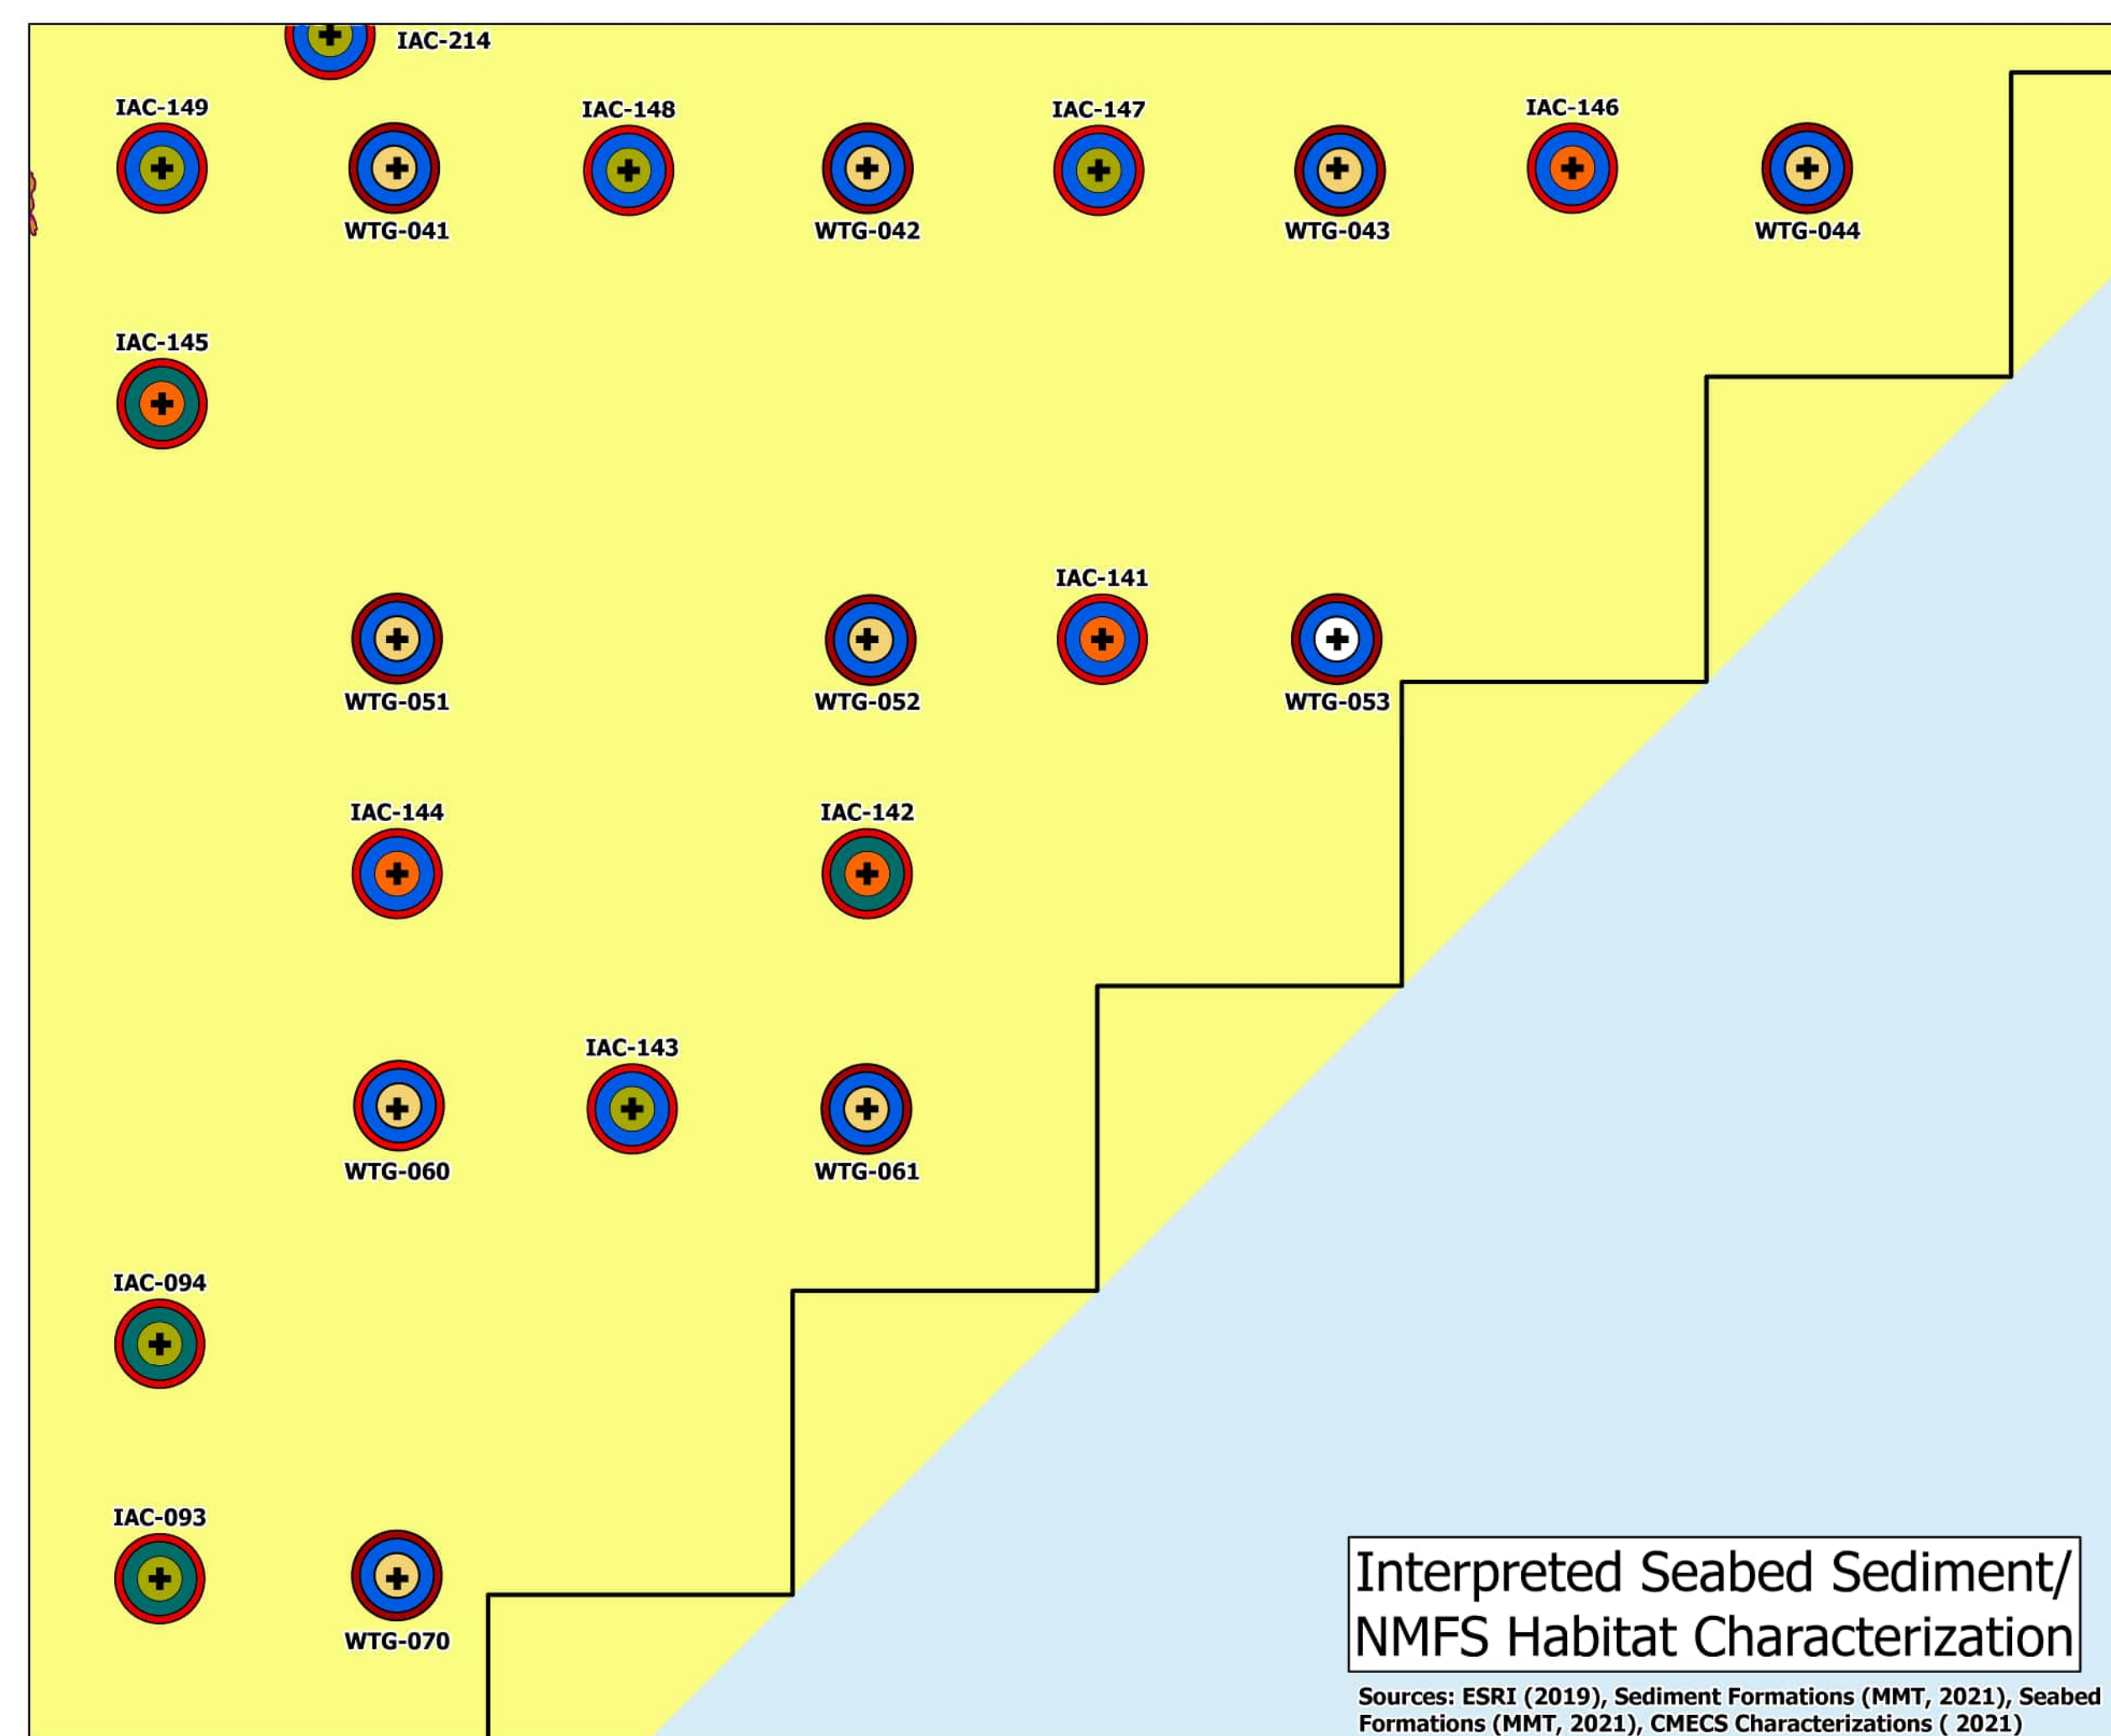 IAC-214
IAC-149
IAC-148
IAC-147
IAC-146
WTG-041
WTG-042
WTG-043
WTG-044
IAC-145
IAC-141
WTG-051
WTG-052
WTG-053
IAC-144
IAC-142
IAC-143
WTG-060
WTG-061
IAC-094
IAC-093
WTG-070
Interpreted Seabed Sediment/
NMFS Habitat Characterization
Sources: ESRI (2019), Sediment Formations (MMT, 2021), Seabed
Formations (MMT, 2021), CMECS Characterizations ( 2021)